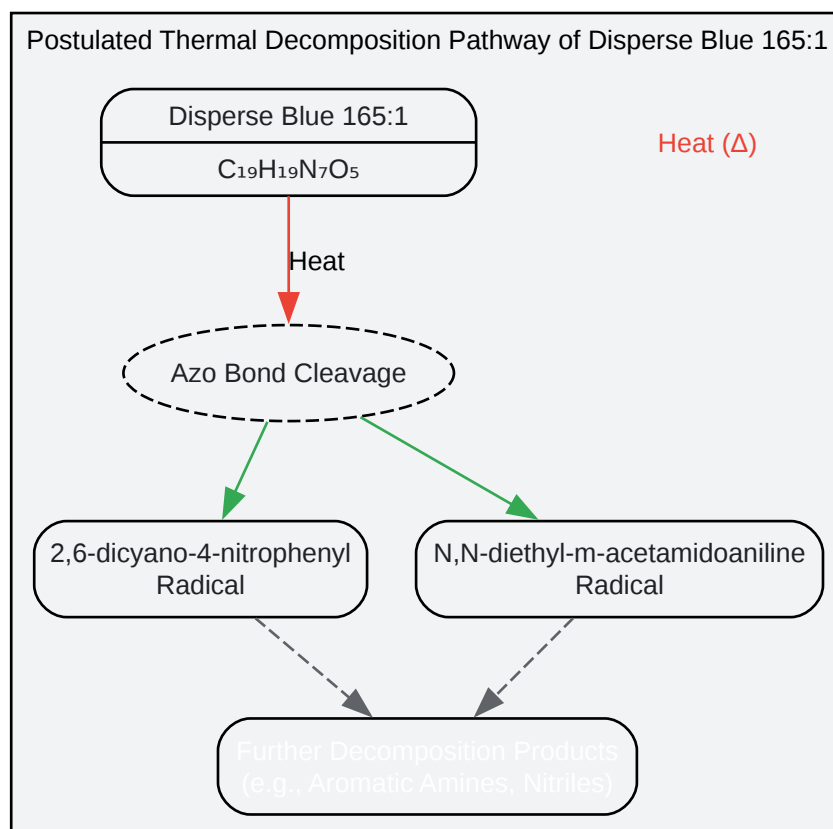 Postulated Thermal Decomposition Pathway of Disperse Blue 165:1
Disperse Blue 165:1
Heat (Δ)
C₁₉H₁₉N₇O₅
Heat
Azo Bond Cleavage
2,6-dicyano-4-nitrophenyl
Radical
N,N-diethyl-m-acetamidoaniline
Radical
Further Decomposition Products
(e.g., Aromatic Amines, Nitriles)